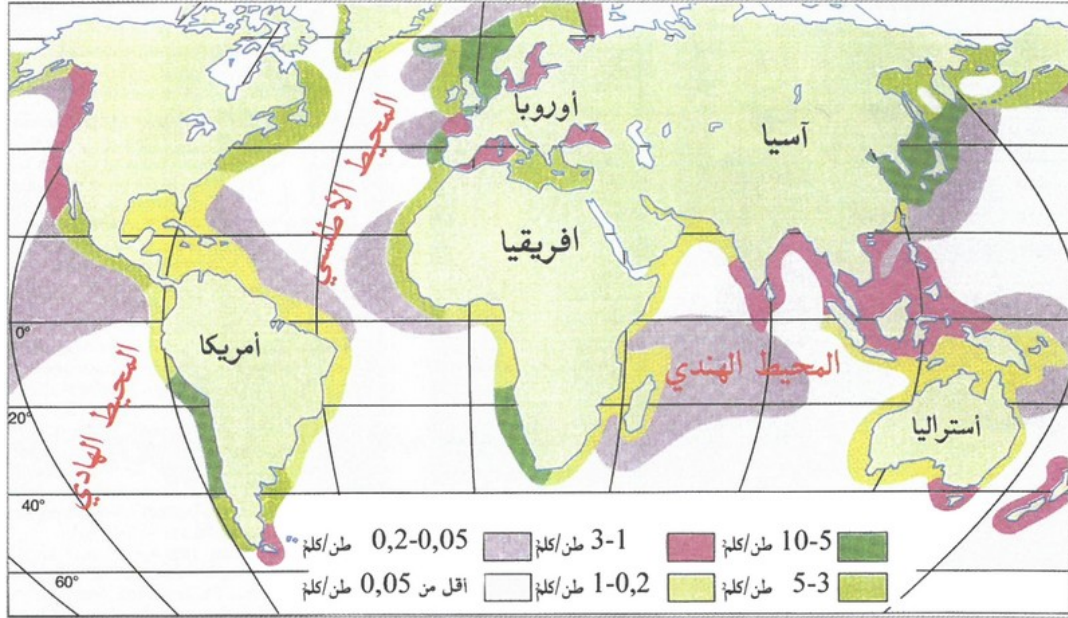 أوروبا
آسيا
المحيط الأطلسي
افريقيا
أمريكا
المحيط الهندي
المحيط الهادي
أستراليا
0°
20°
40°
60°
10-5 طن/كلم²
3-1 طن/كلم²
0,2-0,05 طن/كلم²
5-3 طن/كلم²
1-0,2 طن/كلم²
أقل من 0,05 طن/كلم²